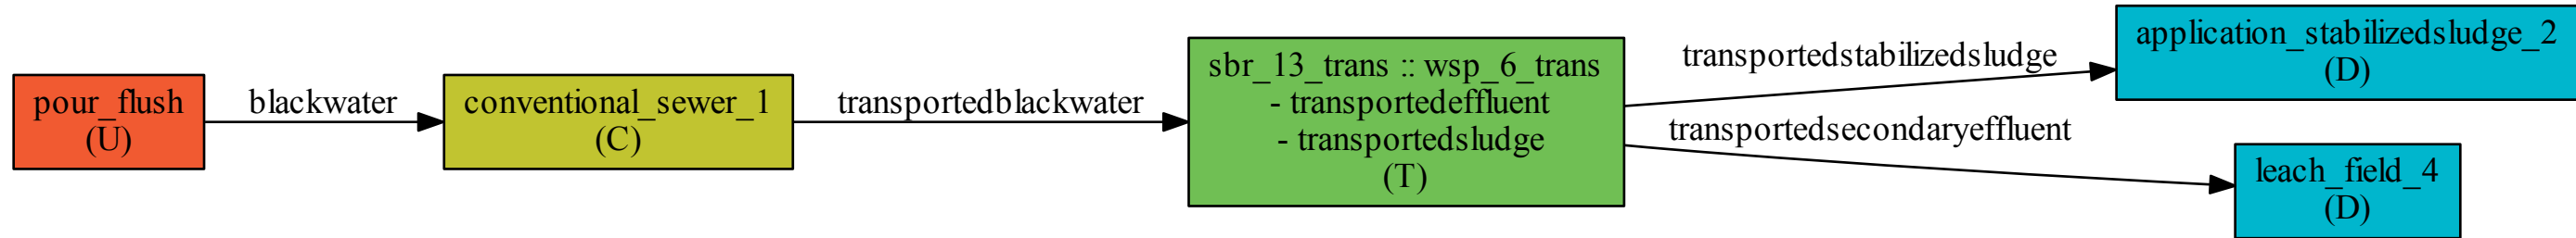 pour_flush
(U)
blackwater
conventional_sewer_1
(C)
transportedblackwater
sbr_13_trans :: wsp_6_trans
- transportedeffluent
- transportedsludge
(T)
transportedstabilizedsludge
transportedsecondaryeffluent
application_stabilizedsludge_2
(D)
leach_field_4
(D)